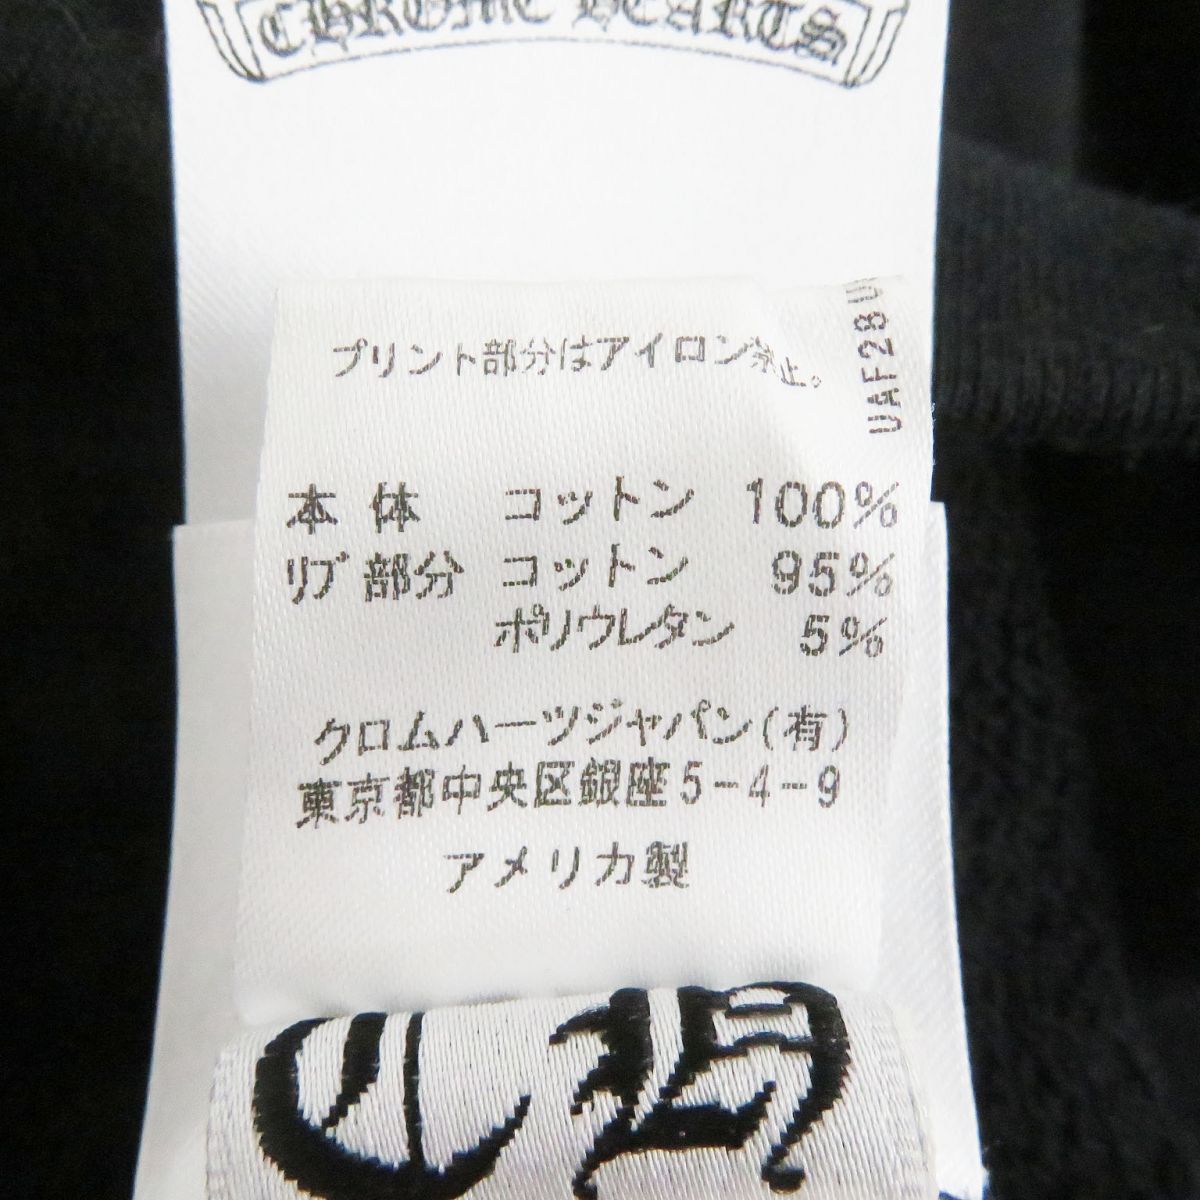 CHROME HEARTS
プリント部分はアイロン禁止。
UAF28
本体 コットン 100%
リブ部分 コットン 95%
ポリウレタン 5%
クロムハーツジャパン(有)
東京都中央区銀座5-4-9
アメリカ製